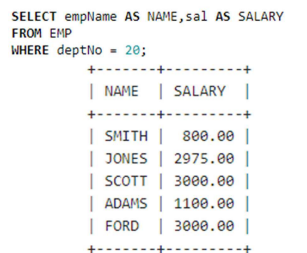 SELECT empName AS NAME,sal AS SALARY
FROM EMP
WHERE deptNo = 20;
+-------+---------+
| NAME  | SALARY  |
+-------+---------+
| SMITH |  800.00 |
| JONES | 2975.00 |
| SCOTT | 3000.00 |
| ADAMS | 1100.00 |
| FORD  | 3000.00 |
+-------+---------+